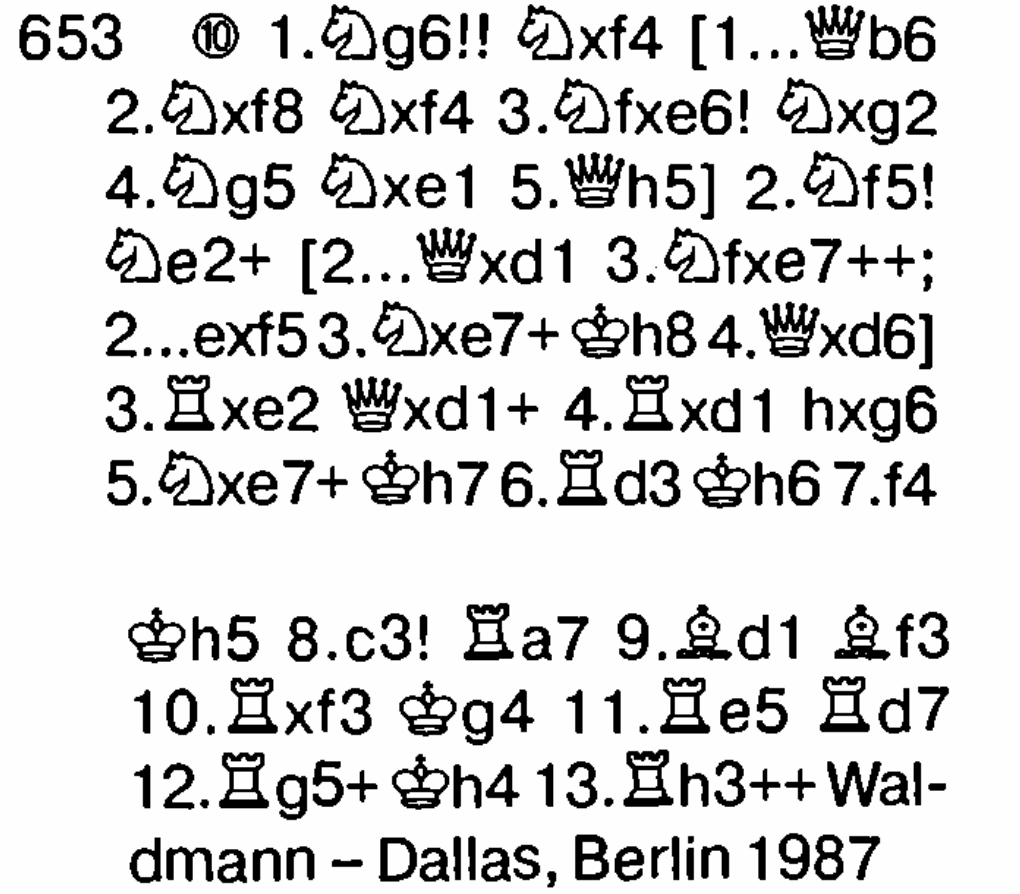 653 ⑩ 1.♘g6!! ♘xf4 [1...♕b6
2.♘xf8 ♘xf4 3.♘fxe6! ♘xg2
4.♘g5 ♘xe1 5.♕h5] 2.♘f5!
♘e2+ [2...♕xd1 3.♘fxe7++;
2...exf5 3.♘xe7+ ♔h8 4.♕xd6]
3.♖xe2 ♕xd1+ 4.♖xd1 hxg6
5.♘xe7+ ♔h7 6.♖d3 ♔h6 7.f4
♔h5 8.c3! ♖a7 9.♗d1 ♗f3
10.♖xf3 ♔g4 11.♖e5 ♖d7
12.♖g5+ ♔h4 13.♖h3++ Wal-
dmann – Dallas, Berlin 1987